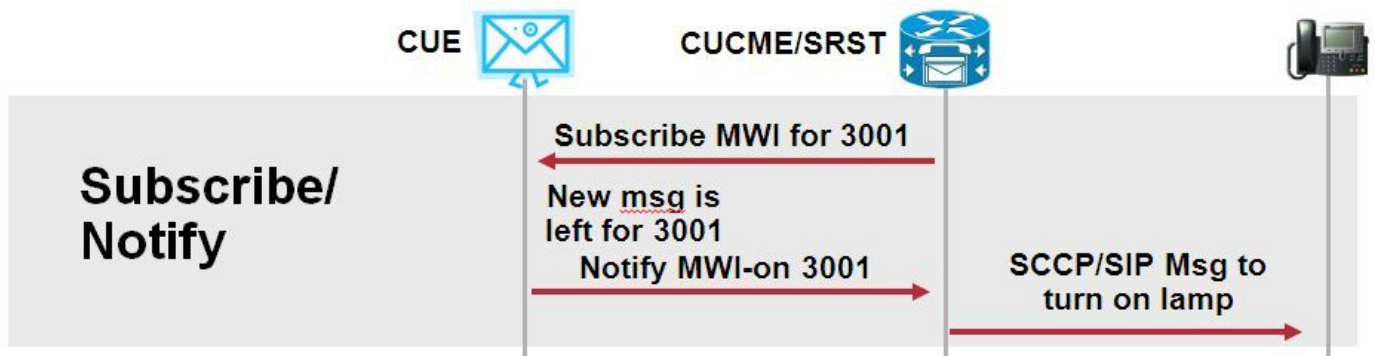 CUE
CUCME/SRST
Subscribe/
Notify
Subscribe MWI for 3001
New msg is
left for 3001
Notify MWI-on 3001
SCCP/SIP Msg to
turn on lamp